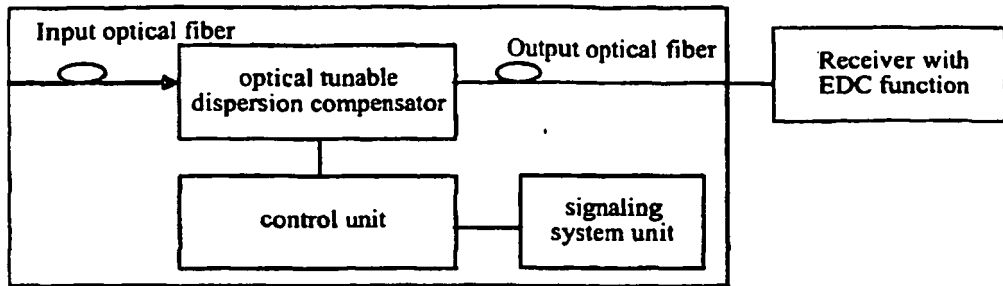 Input optical fiber
Output optical fiber
optical tunable
dispersion compensator
Receiver with
EDC function
control unit
signaling
system unit